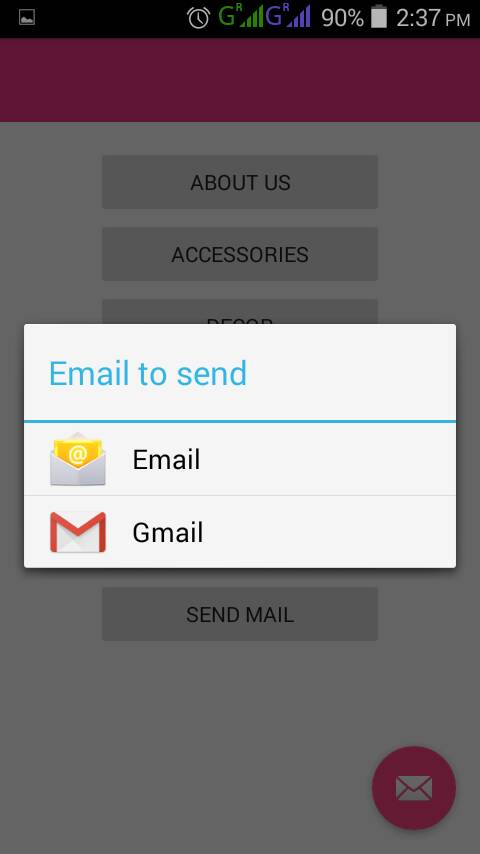 G R G R 90% 2:37 PM
ABOUT US
ACCESSORIES
DECOR
Email to send
@ Email
Gmail
SEND MAIL